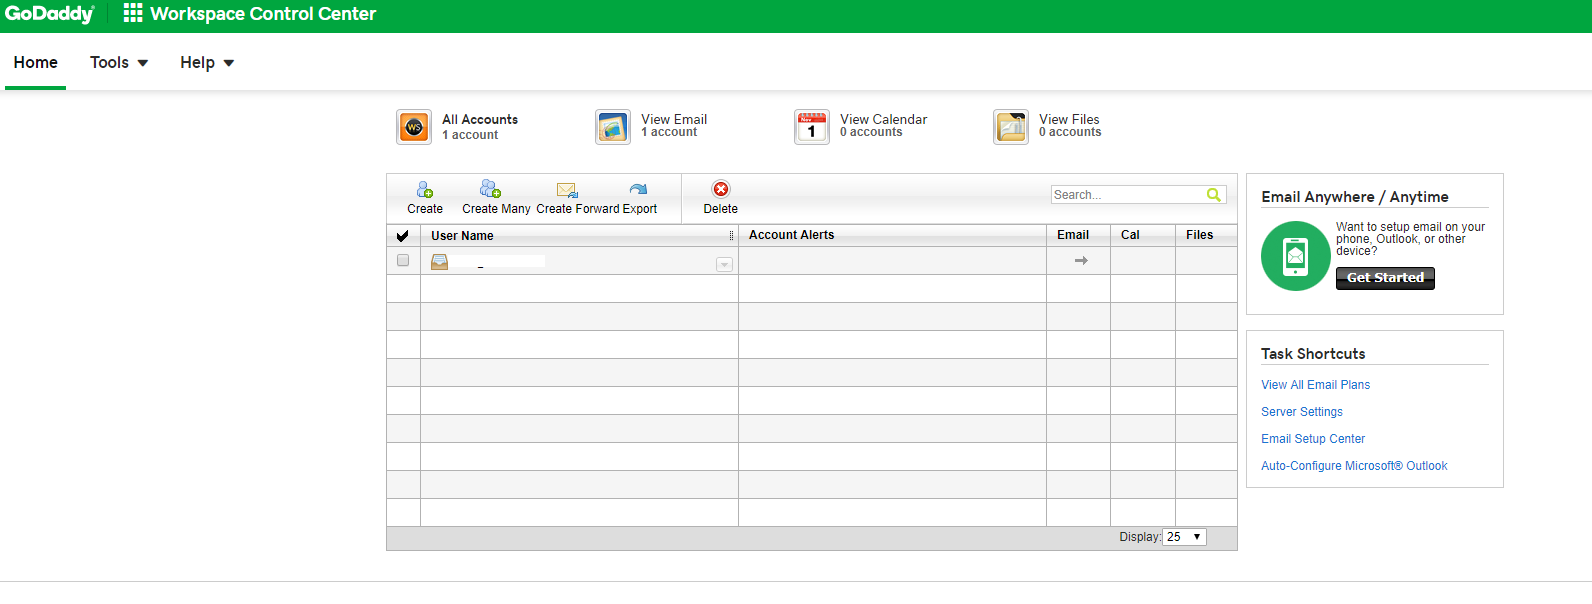 GoDaddy Workspace Control Center
Home Tools Help
All Accounts
1 account
View Email
1 account
View Calendar
0 accounts
View Files
0 accounts
Nov
1
WS
Create Create Many Create Forward Export Delete
Search...
User Name Account Alerts Email Cal Files
Display: 25
Email Anywhere / Anytime
Want to setup email on your
phone, Outlook, or other
device?
Get Started
Task Shortcuts
View All Email Plans
Server Settings
Email Setup Center
Auto-Configure Microsoft® Outlook